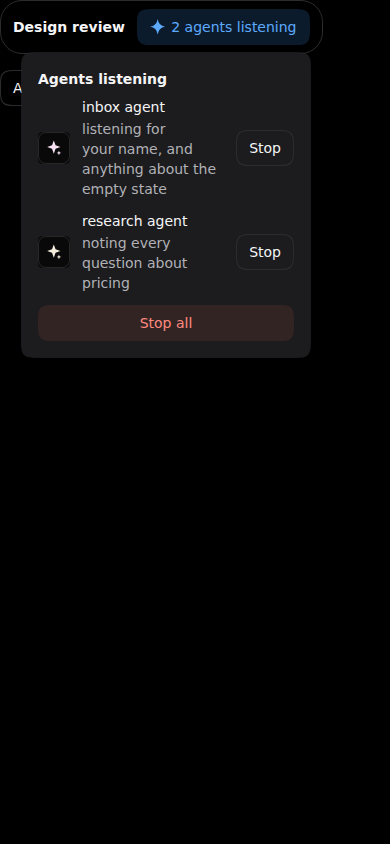 Design review
2 agents listening
A
Agents listening
inbox agent
listening for
your name, and
anything about the
empty state
Stop
research agent
noting every
question about
pricing
Stop
Stop all